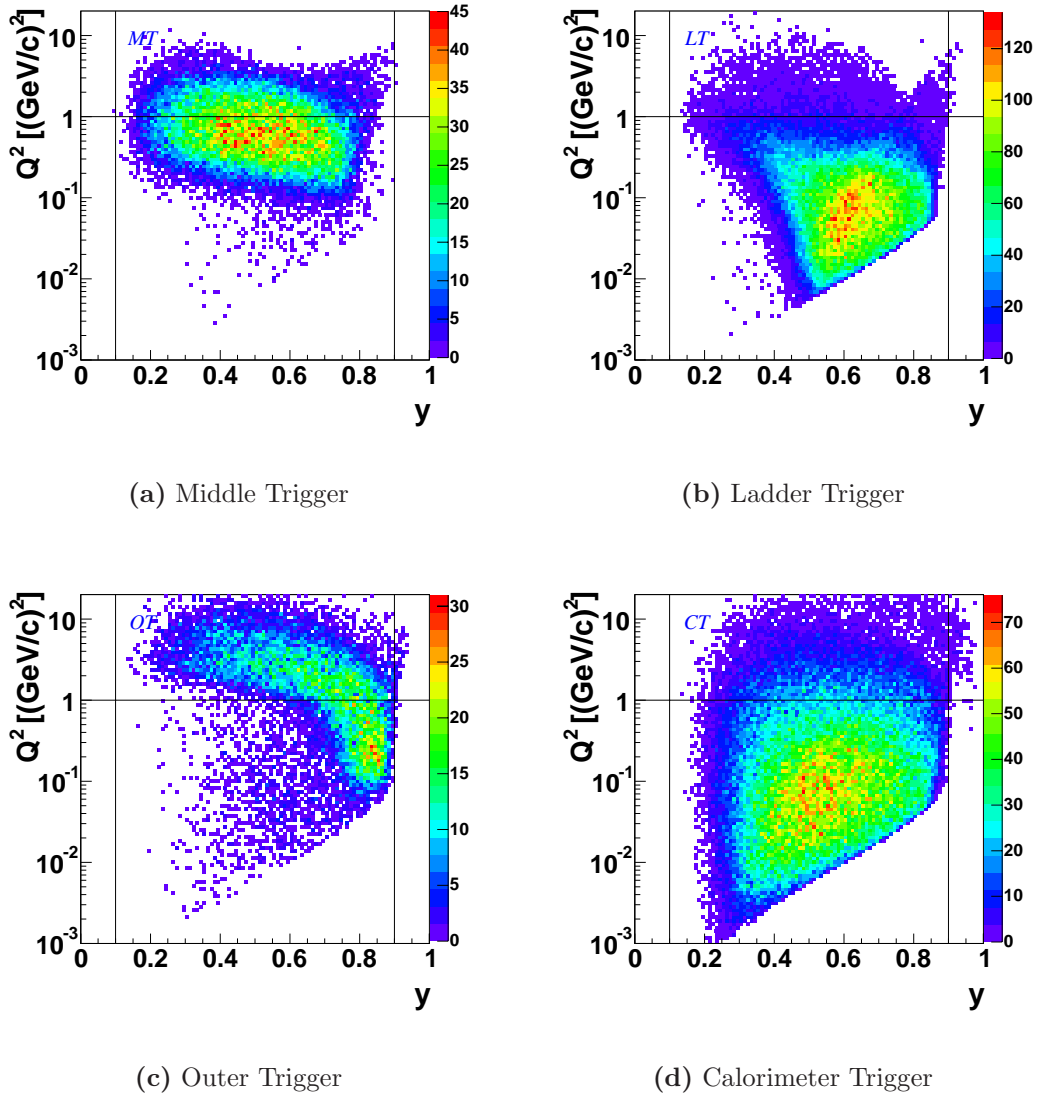 MT
Q² [(GeV/c)²]
10
1
10⁻¹
10⁻²
10⁻³
0 0.2 0.4 0.6 0.8 1
y
45
40
35
30
25
20
15
10
5
0
(a) Middle Trigger
LT
Q² [(GeV/c)²]
10
1
10⁻¹
10⁻²
10⁻³
0 0.2 0.4 0.6 0.8 1
y
120
100
80
60
40
20
0
(b) Ladder Trigger
OT
Q² [(GeV/c)²]
10
1
10⁻¹
10⁻²
10⁻³
0 0.2 0.4 0.6 0.8 1
y
30
25
20
15
10
5
0
(c) Outer Trigger
CT
Q² [(GeV/c)²]
10
1
10⁻¹
10⁻²
10⁻³
0 0.2 0.4 0.6 0.8 1
y
70
60
50
40
30
20
10
0
(d) Calorimeter Trigger